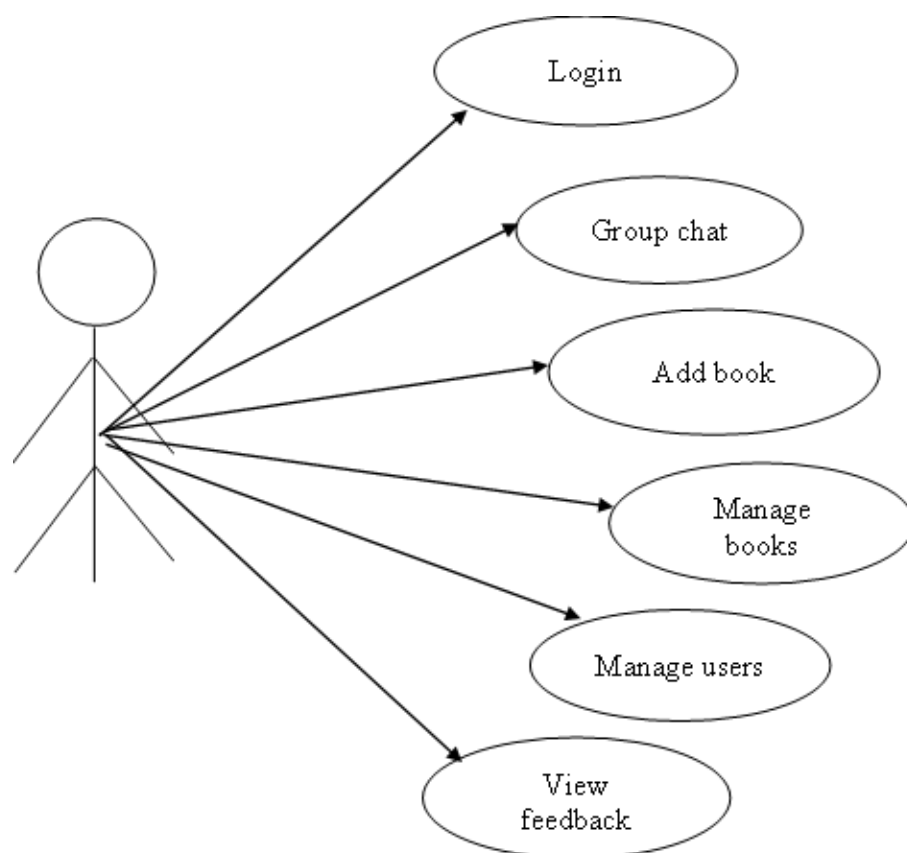 Login
Group chat
Add book
Manage
books
Manage users
View
feedback